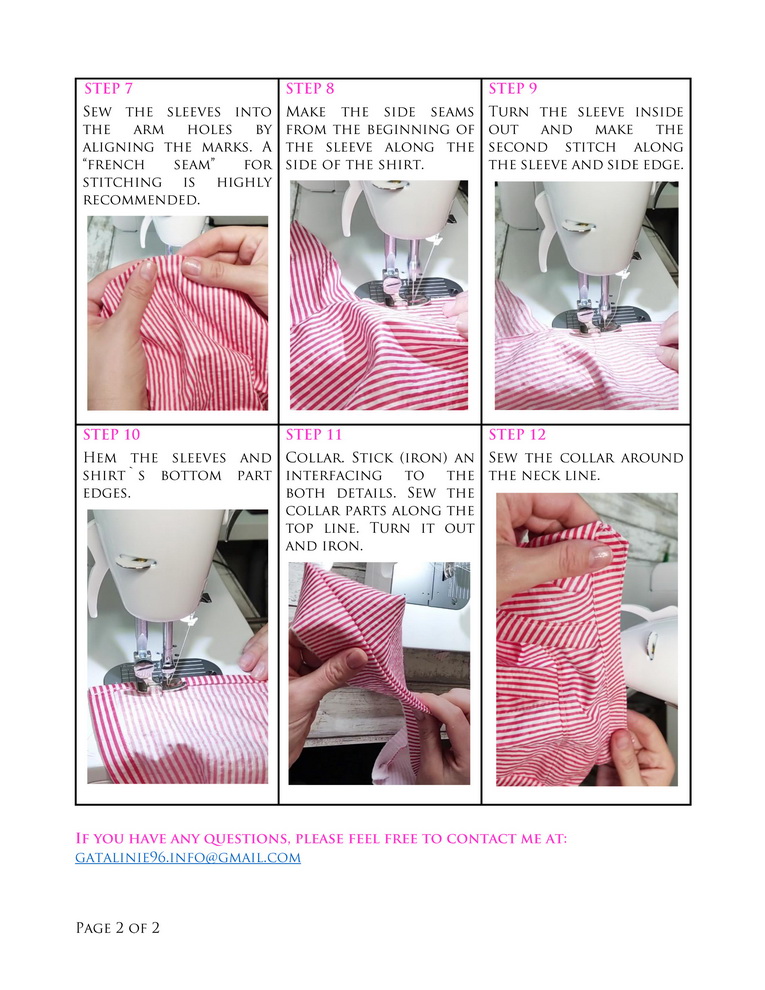 STEP 7
SEW THE SLEEVES INTO
THE ARM HOLES BY
ALIGNING THE MARKS. A
“FRENCH SEAM” FOR
STITCHING IS HIGHLY
RECOMMENDED.
STEP 8
MAKE THE SIDE SEAMS
FROM THE BEGINNING OF
THE SLEEVE ALONG THE
SIDE OF THE SHIRT.
STEP 9
TURN THE SLEEVE INSIDE
OUT AND MAKE THE
SECOND STITCH ALONG
THE SLEEVE AND SIDE EDGE.
STEP 10
HEM THE SLEEVES AND
SHIRT`S BOTTOM PART
EDGES.
STEP 11
COLLAR. STICK (IRON) AN
INTERFACING TO THE
BOTH DETAILS. SEW THE
COLLAR PARTS ALONG THE
TOP LINE. TURN IT OUT
AND IRON.
STEP 12
SEW THE COLLAR AROUND
THE NECK LINE.
IF YOU HAVE ANY QUESTIONS, PLEASE FEEL FREE TO CONTACT ME AT:
GATALINIE96.INFO@GMAIL.COM
PAGE 2 OF 2